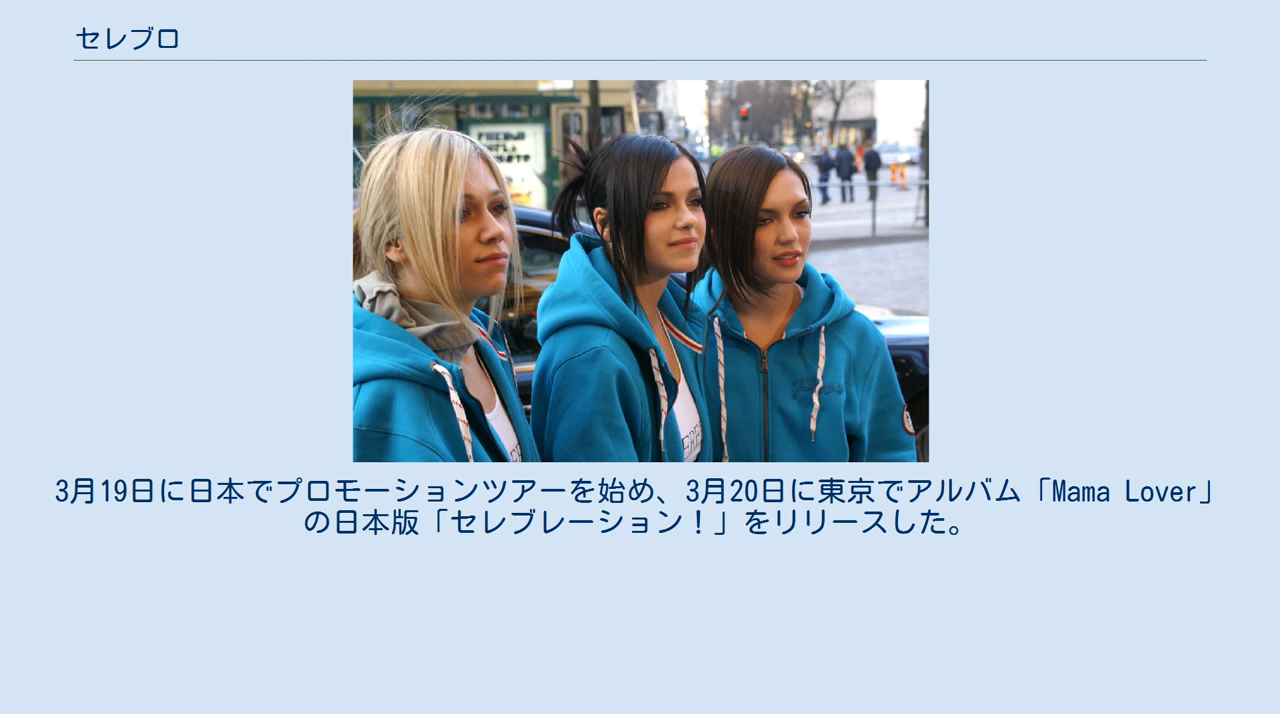 セレブロ
3月19日に日本でプロモーションツアーを始め、3月20日に東京でアルバム「Mama Lover」
の日本版「セレブレーション！」をリリースした。